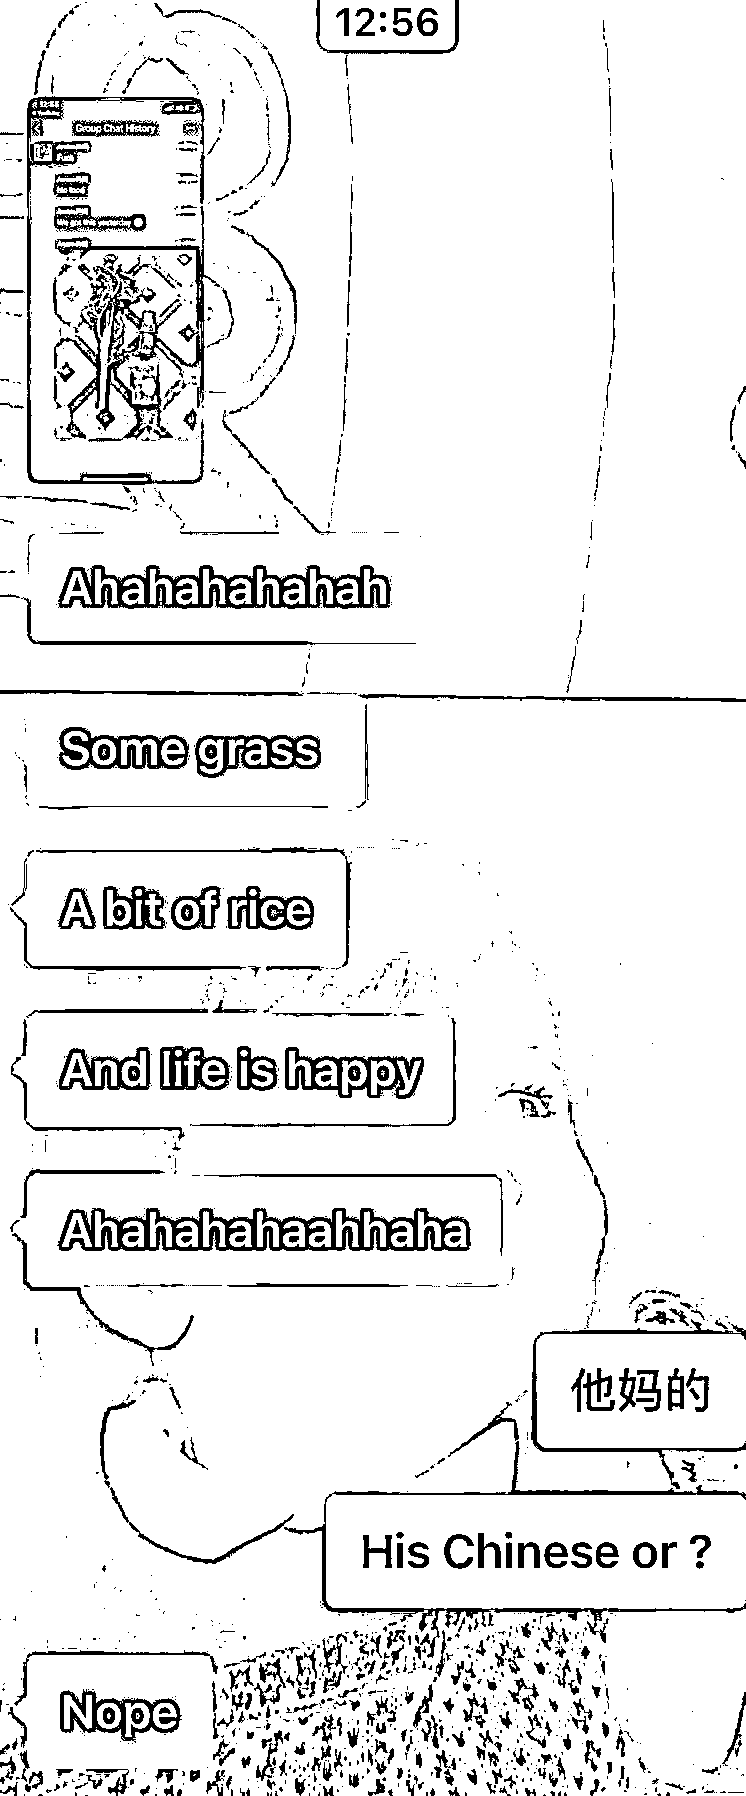 12:56
Group Chat History
Ahahahahahah
Some grass
A bit of rice
And life is happy
Ahahahahaahhaha
他妈的
His Chinese or ?
Nope